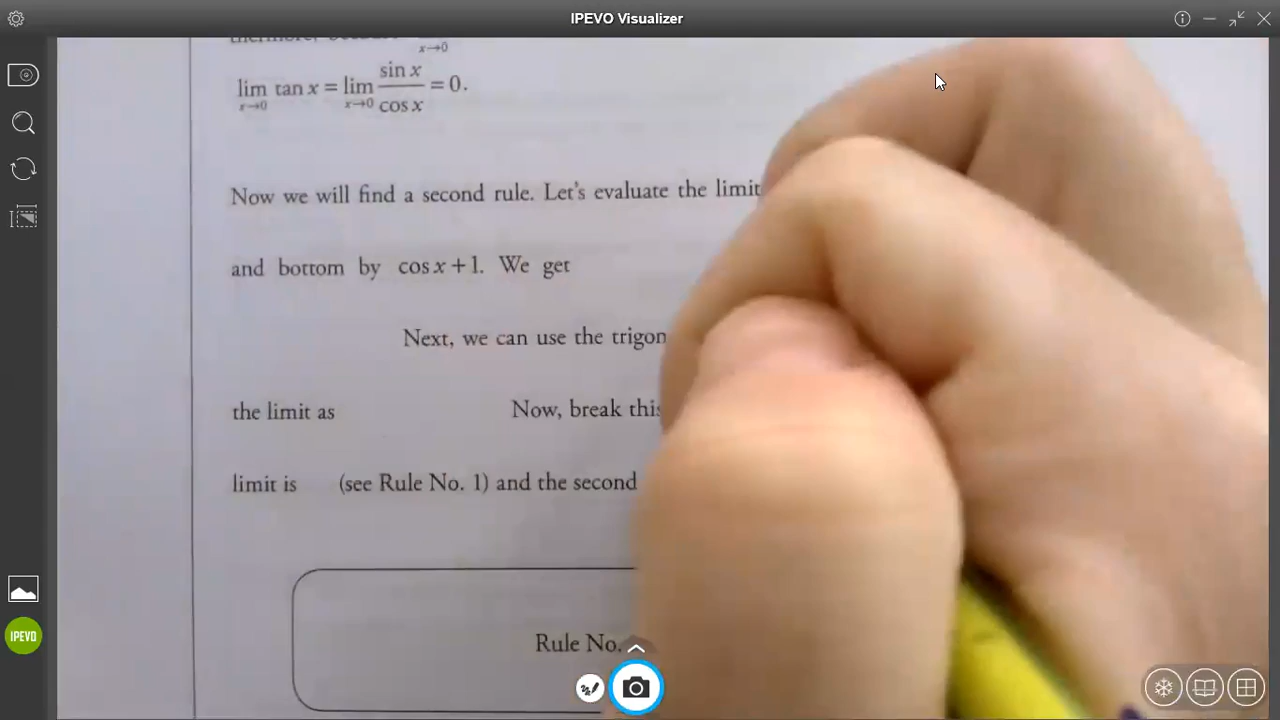 IPEVO Visualizer
x→0
lim tan x = lim sin x / cos x = 0.
x→0 x→0
Now we will find a second rule. Let's evaluate the limit
and bottom by cos x + 1. We get
Next, we can use the trigon
the limit as Now, break this
limit is (see Rule No. 1) and the second
Rule No.
IPEVO